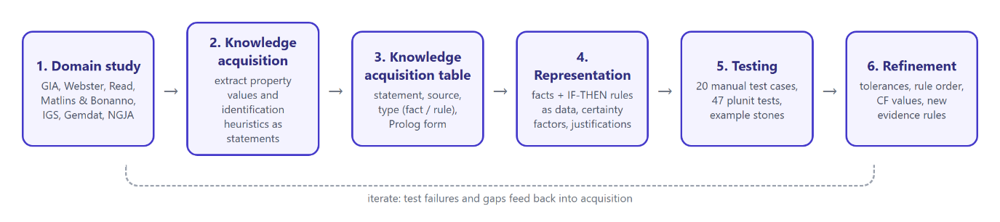 1. Domain study
GIA, Webster, Read,
Matlins & Bonanno,
IGS, Gemdat, NGJA
2. Knowledge
acquisition
extract property
values and
identification
heuristics as
statements
3. Knowledge
acquisition table
statement, source,
type (fact / rule),
Prolog form
4.
Representation
facts + IF-THEN rules
as data, certainty
factors, justifications
5. Testing
20 manual test cases,
47 plunit tests,
example stones
6. Refinement
tolerances, rule order,
CF values, new
evidence rules
iterate: test failures and gaps feed back into acquisition